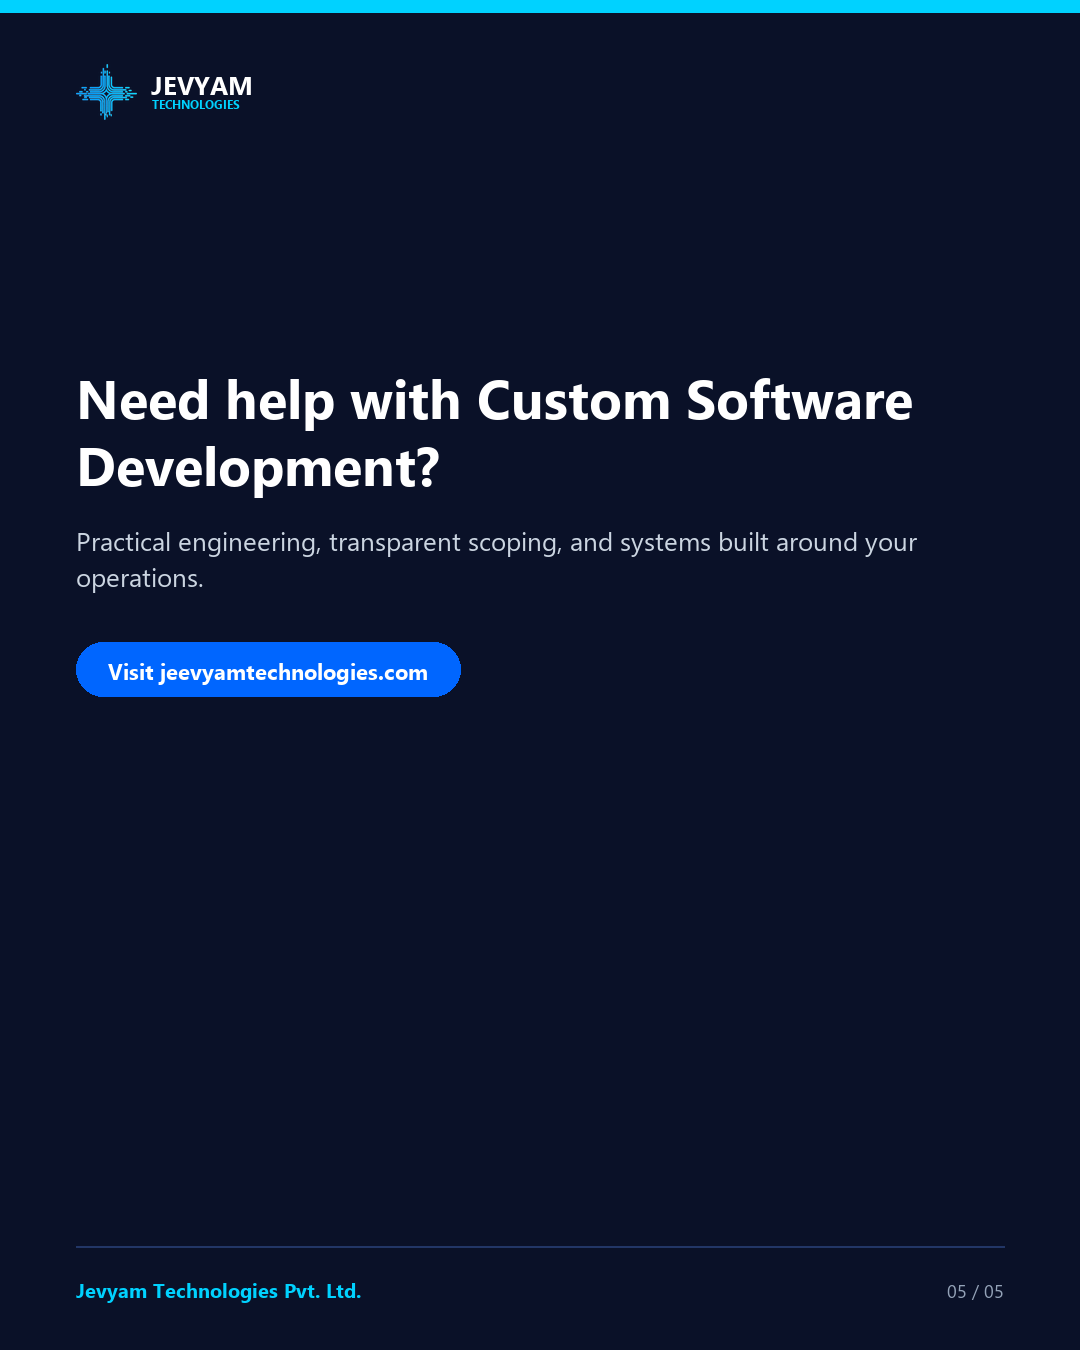 JEVYAM
TECHNOLOGIES
Need help with Custom Software
Development?
Practical engineering, transparent scoping, and systems built around your
operations.
Visit jeevyamtechnologies.com
Jevyam Technologies Pvt. Ltd.
05 / 05